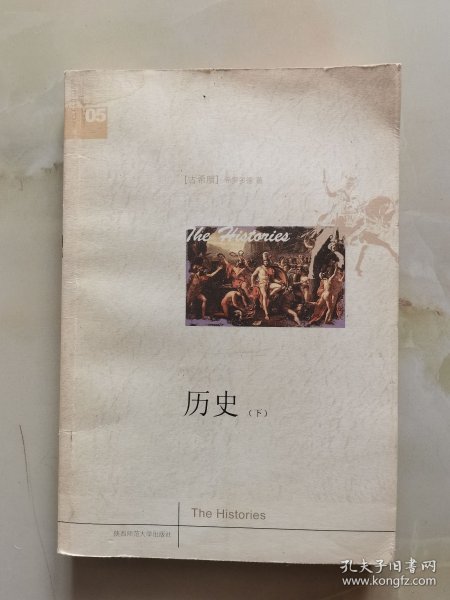 05
[古希腊] 希罗多德 著
The Histories
历史 (下)
The Histories
陕西师范大学出版社
孔夫子旧书网
www.kongfz.com